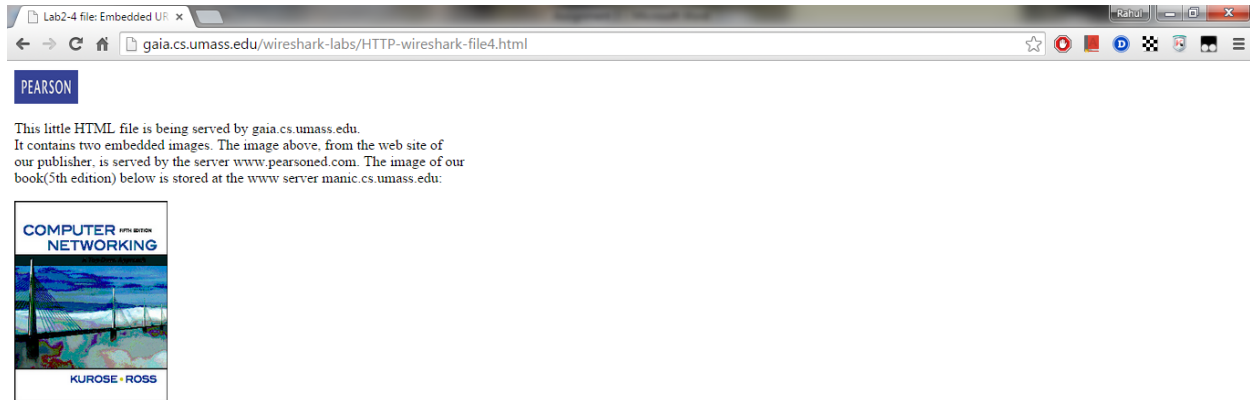 Lab2-4 file: Embedded UR
Rahul
gaia.cs.umass.edu/wireshark-labs/HTTP-wireshark-file4.html
PEARSON
This little HTML file is being served by gaia.cs.umass.edu.
It contains two embedded images. The image above, from the web site of
our publisher, is served by the server www.pearsoned.com. The image of our
book(5th edition) below is stored at the www server manic.cs.umass.edu:
COMPUTER FIFTH EDITION
NETWORKING
KUROSE • ROSS